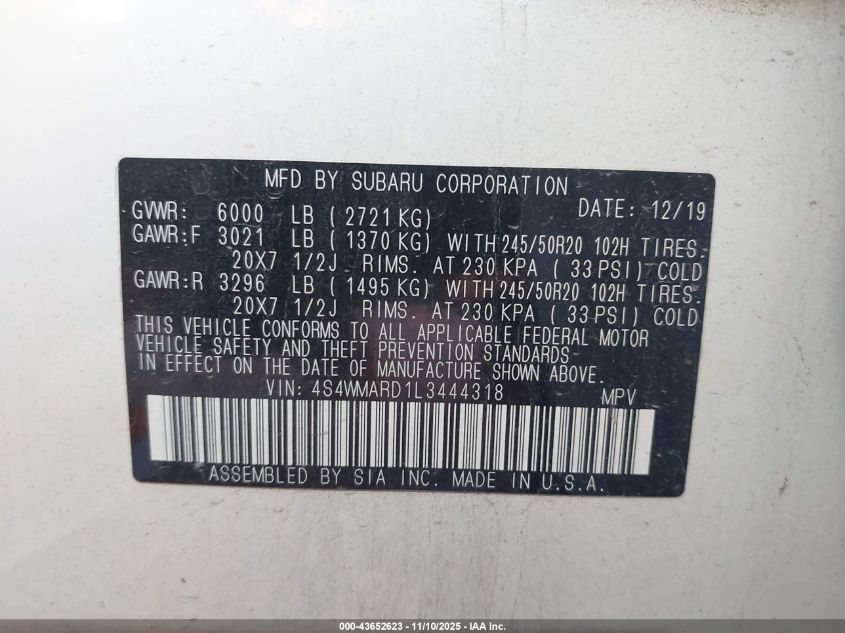 MFD BY SUBARU CORPORATION
GVWR: 6000 LB ( 2721 KG) DATE: 12/19
GAWR:F 3021 LB ( 1370 KG) WITH 245/50R20 102H TIRES.
20X7 1/2J RIMS. AT 230 KPA ( 33 PSI) COLD
GAWR:R 3296 LB ( 1495 KG) WITH 245/50R20 102H TIRES.
20X7 1/2J RIMS. AT 230 KPA ( 33 PSI) COLD
THIS VEHICLE CONFORMS TO ALL APPLICABLE FEDERAL MOTOR
VEHICLE SAFETY AND THEFT PREVENTION STANDARDS
IN EFFECT ON THE DATE OF MANUFACTURE SHOWN ABOVE.
VIN: 4S4WMARD1L3444318 MPV
ASSEMBLED BY SIA INC. MADE IN U.S.A.
000-43652623 - 11/10/2025 - IAA Inc.